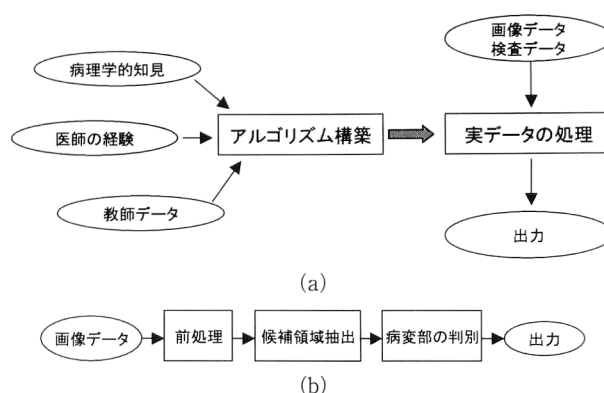 病理学的知見
医師の経験
教師データ
アルゴリズム構築
画像データ
検査データ
実データの処理
出力
(a)
画像データ
前処理
候補領域抽出
病変部の判別
出力
(b)